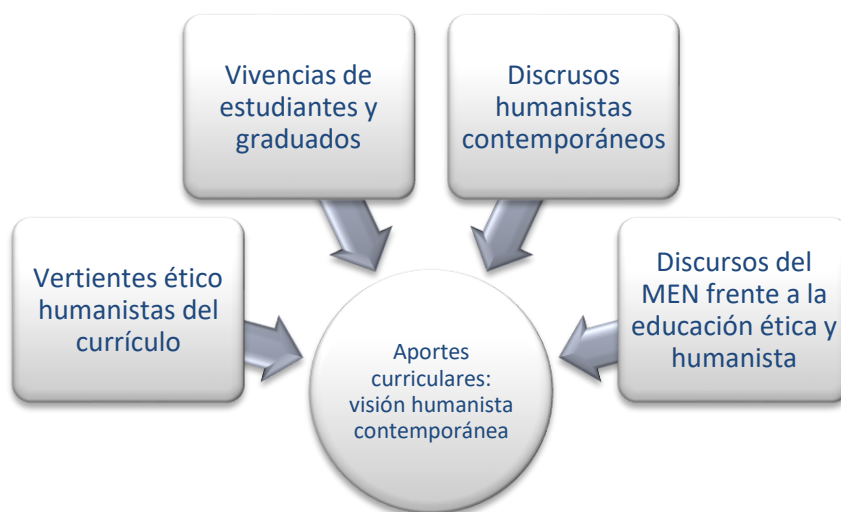 Vivencias de
estudiantes y
graduados
Discrusos
humanistas
contemporáneos
Vertientes ético
humanistas del
currículo
Discursos del
MEN frente a la
educación ética y
humanista
Aportes
curriculares:
visión humanista
contemporánea